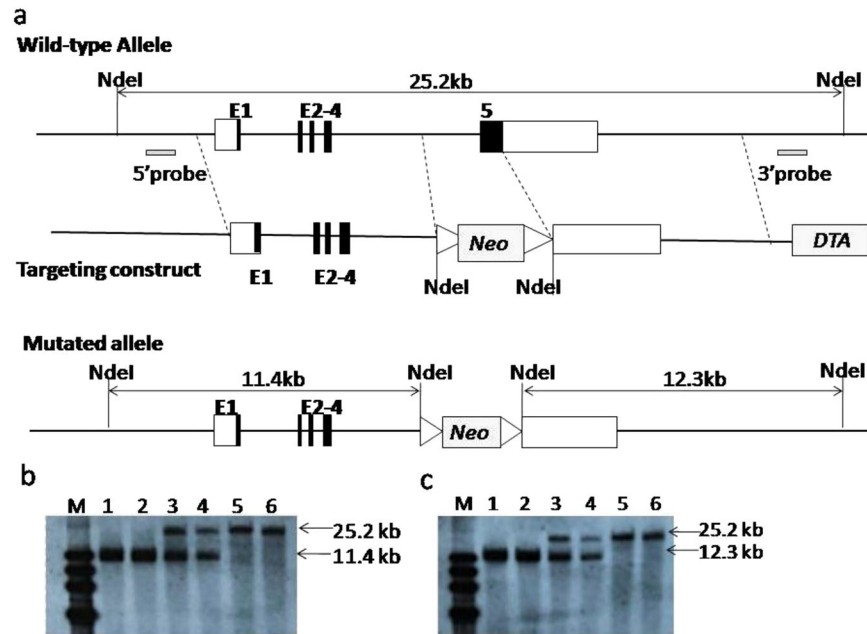 a
Wild-type Allele
NdeI 25.2kb NdeI
E1 E2-4 5
5'probe 3'probe
Neo DTA
Targeting construct E1 E2-4
NdeI NdeI
Mutated allele
NdeI 11.4kb NdeI NdeI 12.3kb NdeI
E1 E2-4
Neo
b
M 1 2 3 4 5 6
25.2 kb
11.4 kb
c
M 1 2 3 4 5 6
25.2 kb
12.3 kb